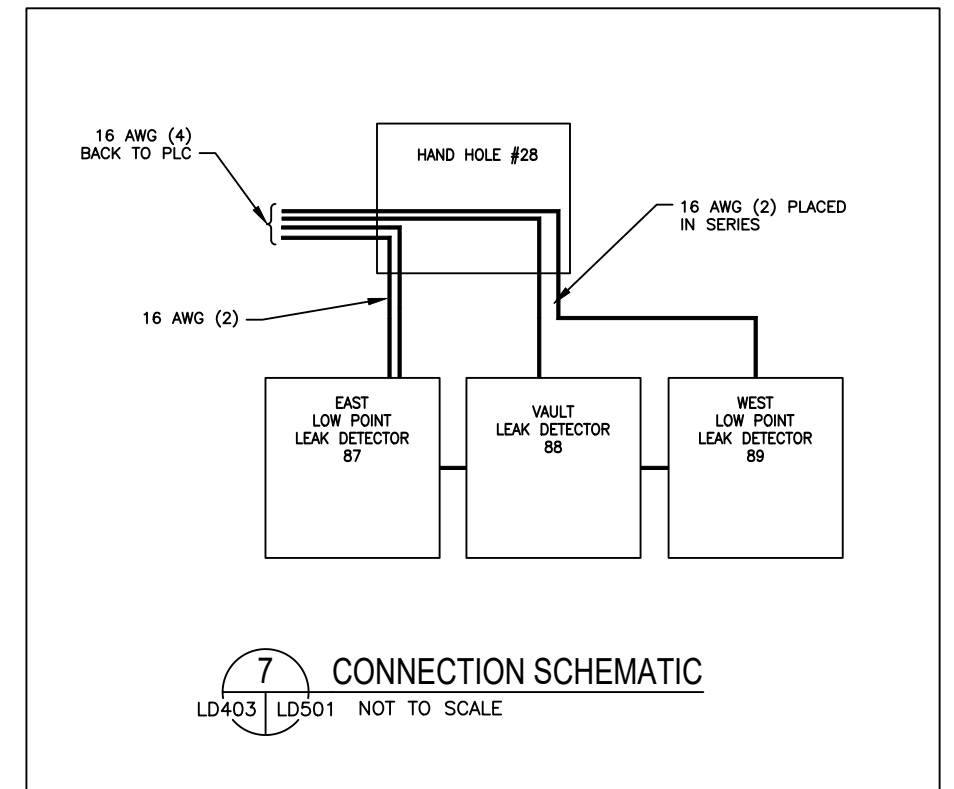 16 AWG (4)
BACK TO PLC
HAND HOLE #28
16 AWG (2) PLACED
IN SERIES
16 AWG (2)
EAST
LOW POINT
LEAK DETECTOR
87
VAULT
LEAK DETECTOR
88
WEST
LOW POINT
LEAK DETECTOR
89
7
CONNECTION SCHEMATIC
LD403 LD501 NOT TO SCALE